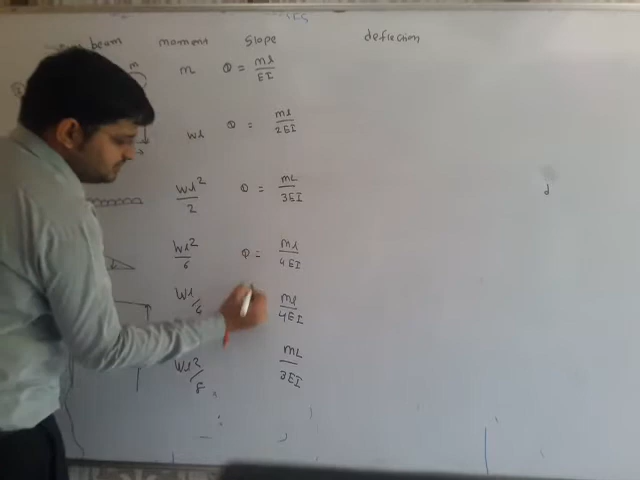 beam moment slope deflection
m m θ = ml/EI
wl θ = ml/2EI
wl²/2 θ = mL/3EI
wl²/6 θ = ml/4EI
wl/4 ml/4EI
wl²/8 mL/3EI
d